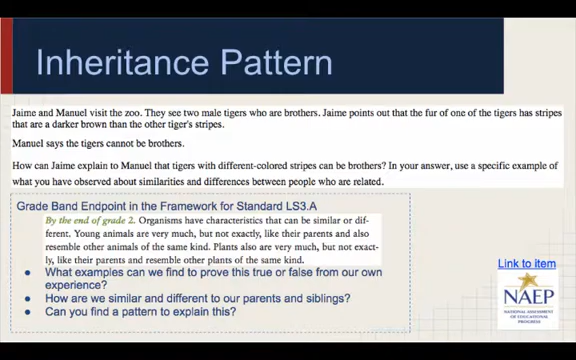 Inheritance Pattern
Jaime and Manuel visit the zoo. They see two male tigers who are brothers. Jaime points out that the fur of one of the tigers has stripes
that are a darker brown than the other tiger's stripes.
Manuel says the tigers cannot be brothers.
How can Jaime explain to Manuel that tigers with different-colored stripes can be brothers? In your answer, use a specific example of
what you have observed about similarities and differences between people who are related.
Grade Band Endpoint in the Framework for Standard LS3.A
By the end of grade 2. Organisms have characteristics that can be similar or dif-
ferent. Young animals are very much, but not exactly, like their parents and also
resemble other animals of the same kind. Plants also are very much, but not exact-
ly, like their parents and resemble other plants of the same kind.
● What examples can we find to prove this true or false from our own
experience?
● How are we similar and different to our parents and siblings?
● Can you find a pattern to explain this?
Link to item
NAEP
NATIONAL ASSESSMENT
OF EDUCATIONAL
PROGRESS